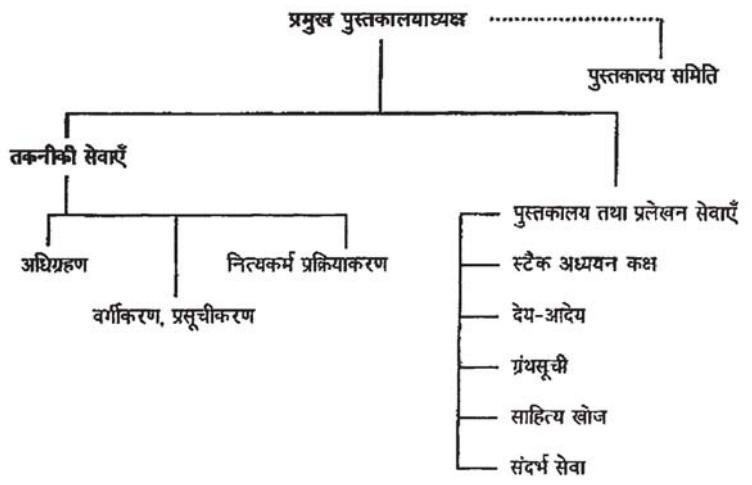 प्रमुख पुस्तकालयाध्यक्ष
पुस्तकालय समिति
तकनीकी सेवाएँ
पुस्तकालय तथा प्रलेखन सेवाएँ
अधिग्रहण
नित्यकर्म प्रक्रियाकरण
स्टैक अध्ययन कक्ष
वर्गीकरण, प्रसूचीकरण
देय-आदेय
ग्रंथसूची
साहित्य खोज
संदर्भ सेवा